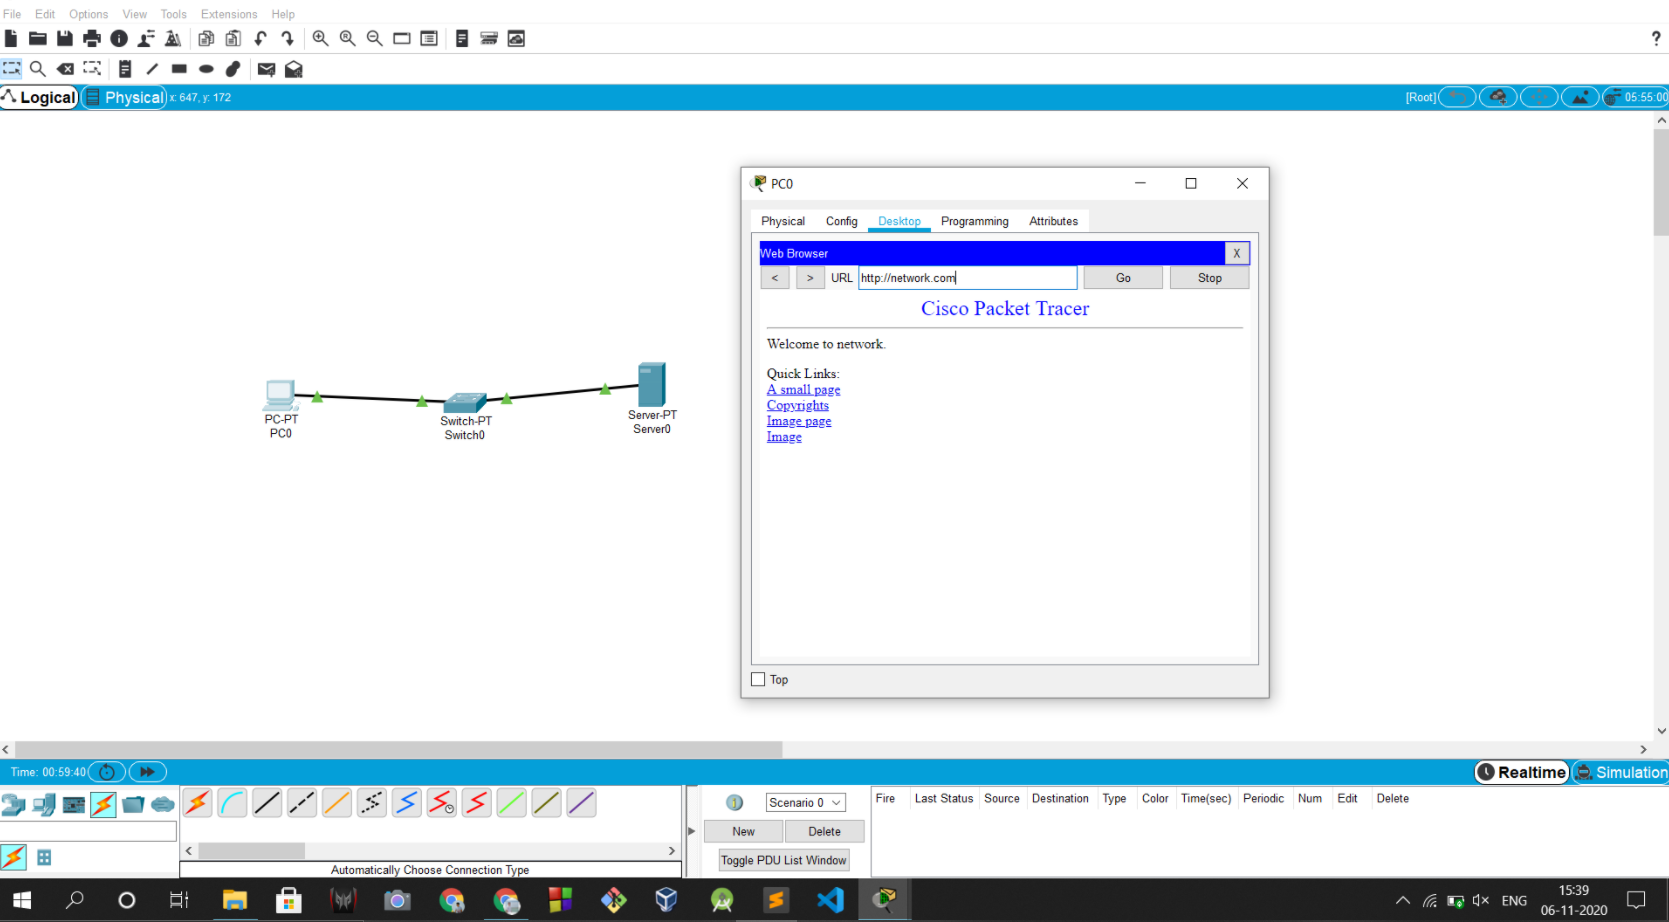 File Edit Options View Tools Extensions Help
?
Logical Physical x: 647, y: 172 [Root] 05:55:00
PC0
Physical Config Desktop Programming Attributes
Web Browser X
< > URL http://network.com Go Stop
Cisco Packet Tracer
Welcome to network.
Quick Links:
A small page
Copyrights
Image page
Image
Top
PC-PT
PC0
Switch-PT
Switch0
Server-PT
Server0
Time: 00:59:40 Realtime Simulation
Scenario 0
New Delete
Toggle PDU List Window
Fire Last Status Source Destination Type Color Time(sec) Periodic Num Edit Delete
Automatically Choose Connection Type
ENG
15:39
06-11-2020